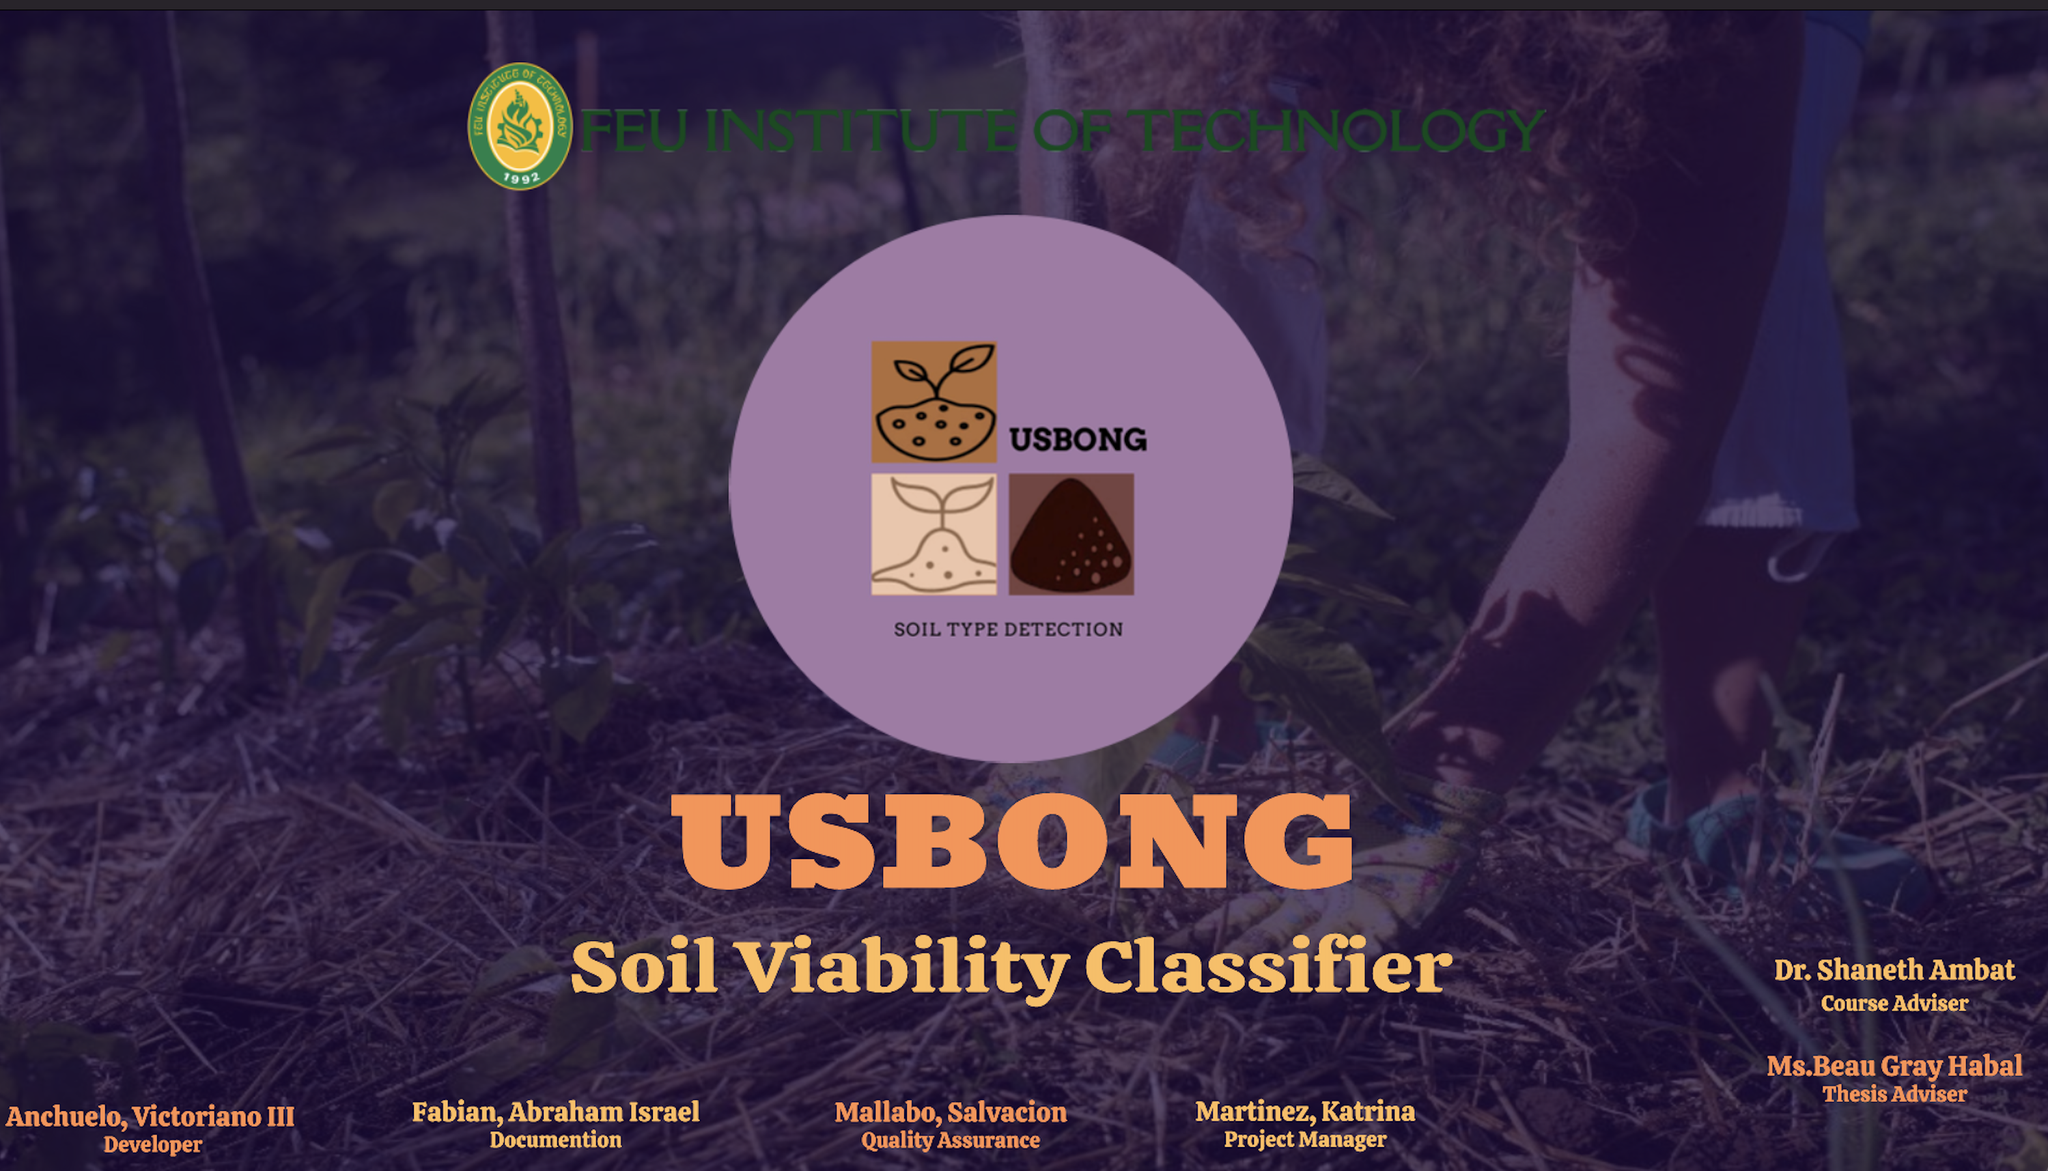 FEU INSTITUTE OF TECHNOLOGY
1992
FEU INSTITUTE OF TECHNOLOGY
USBONG
SOIL TYPE DETECTION
USBONG
Soil Viability Classifier
Dr. Shaneth Ambat
Course Adviser
Ms.Beau Gray Habal
Thesis Adviser
Anchuelo, Victoriano III
Developer
Fabian, Abraham Israel
Documention
Mallabo, Salvacion
Quality Assurance
Martinez, Katrina
Project Manager